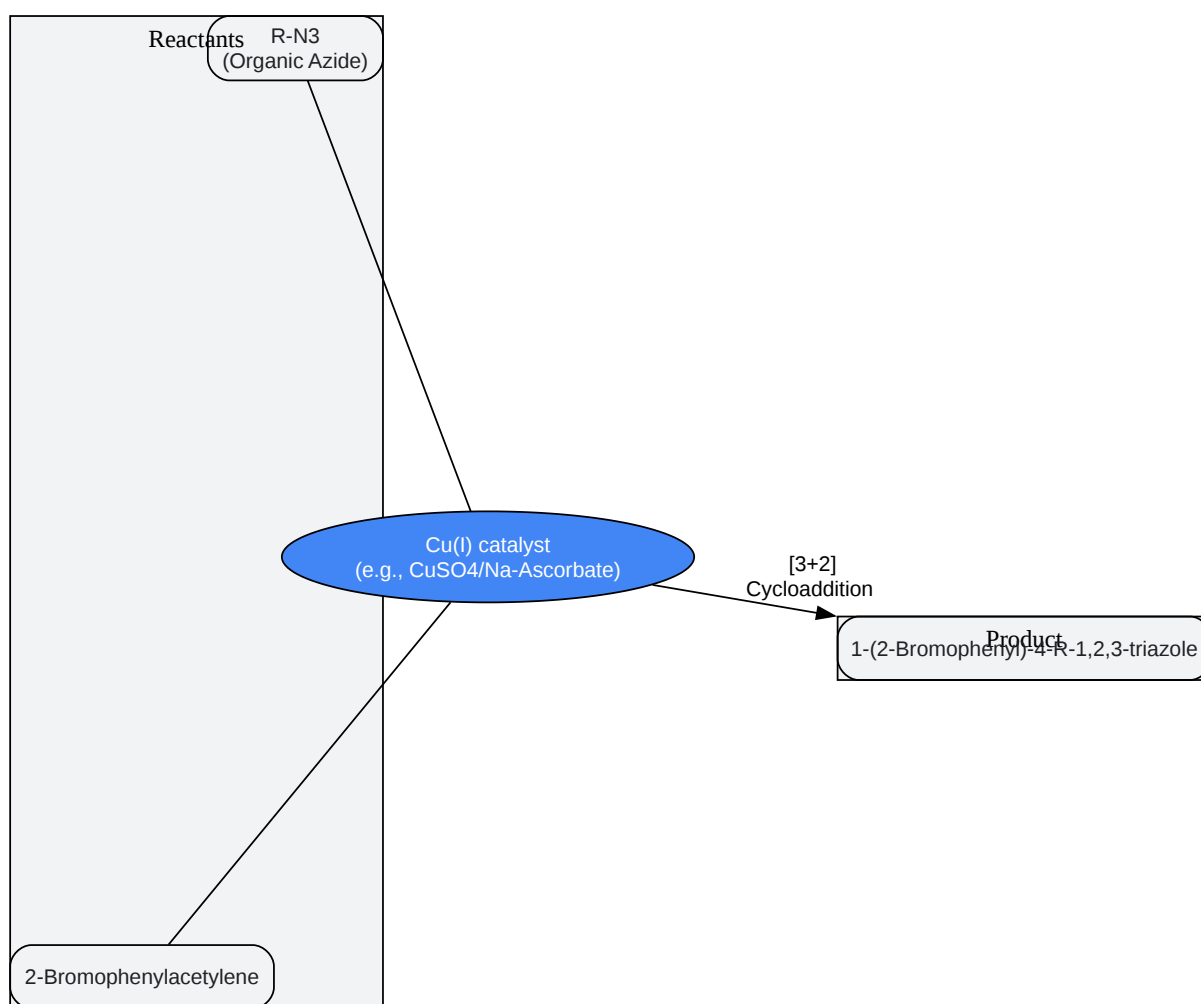 Reactants
R-N3
(Organic Azide)
Cu(I) catalyst
(e.g., CuSO4/Na-Ascorbate)
[3+2]
Cycloaddition
Product
1-(2-Bromophenyl)-4-R-1,2,3-triazole
2-Bromophenylacetylene